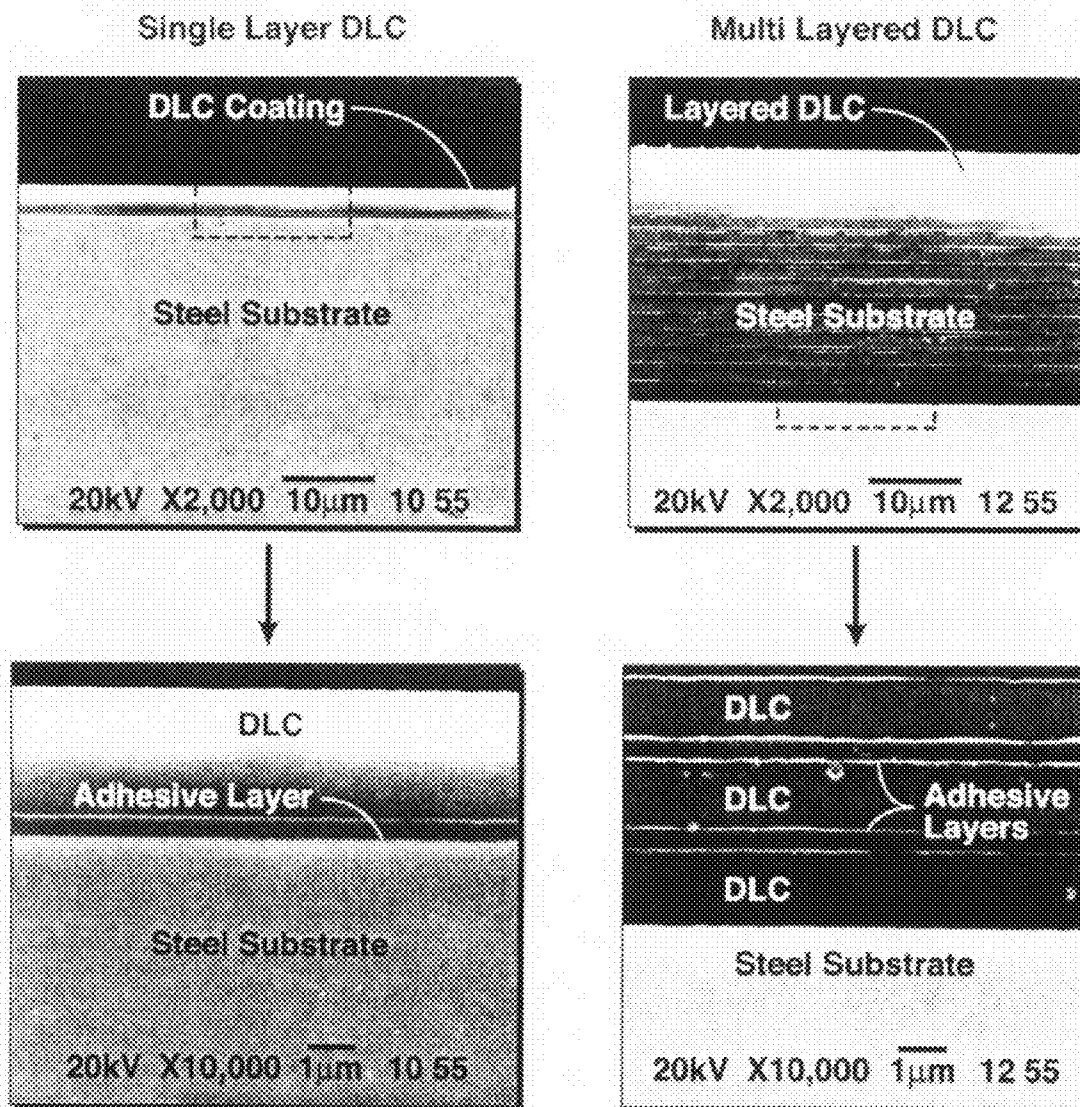 Single Layer DLC
DLC Coating
Steel Substrate
20kV X2,000 10μm 10 55
DLC
Adhesive Layer
Steel Substrate
20kV X10,000 1μm 10 55
Multi Layered DLC
Layered DLC
Steel Substrate
20kV X2,000 10μm 12 55
DLC
DLC
Adhesive
Layers
DLC
Steel Substrate
20kV X10,000 1μm 12 55